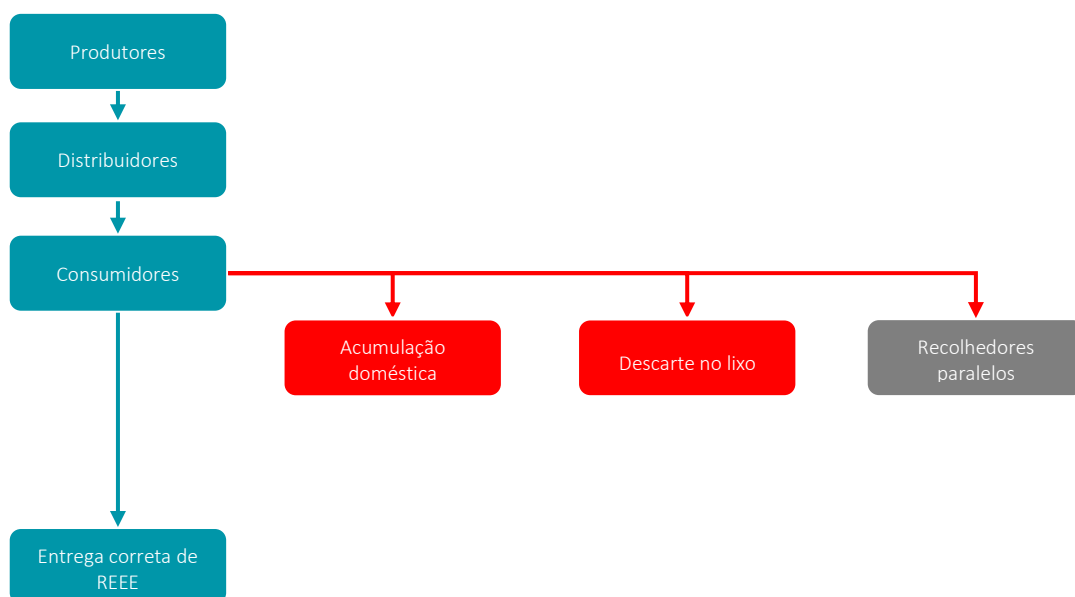 Produtores
Distribuidores
Consumidores
Acumulação
doméstica
Descarte no lixo
Recolhedores
paralelos
Entrega correta de
REEE